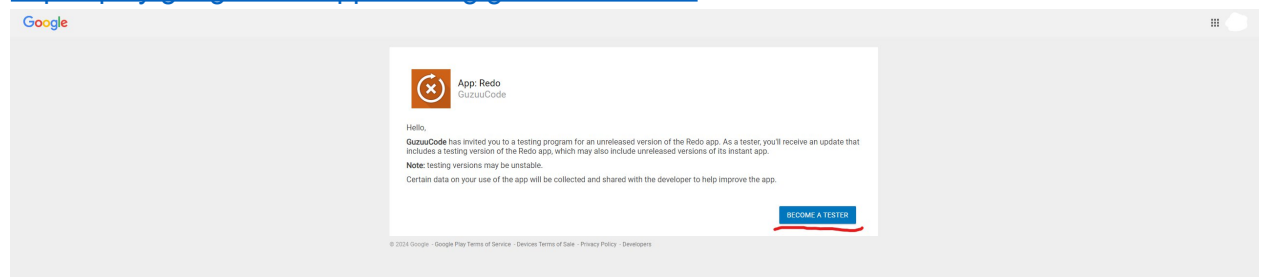 Google
App: Redo
GuzuuCode
Hello,
GuzuuCode has invited you to a testing program for an unreleased version of the Redo app. As a tester, you'll receive an update that
includes a testing version of the Redo app, which may also include unreleased versions of its instant app.
Note: testing versions may be unstable.
Certain data on your use of the app will be collected and shared with the developer to help improve the app.
BECOME A TESTER
© 2024 Google - Google Play Terms of Service - Devices Terms of Sale - Privacy Policy - Developers